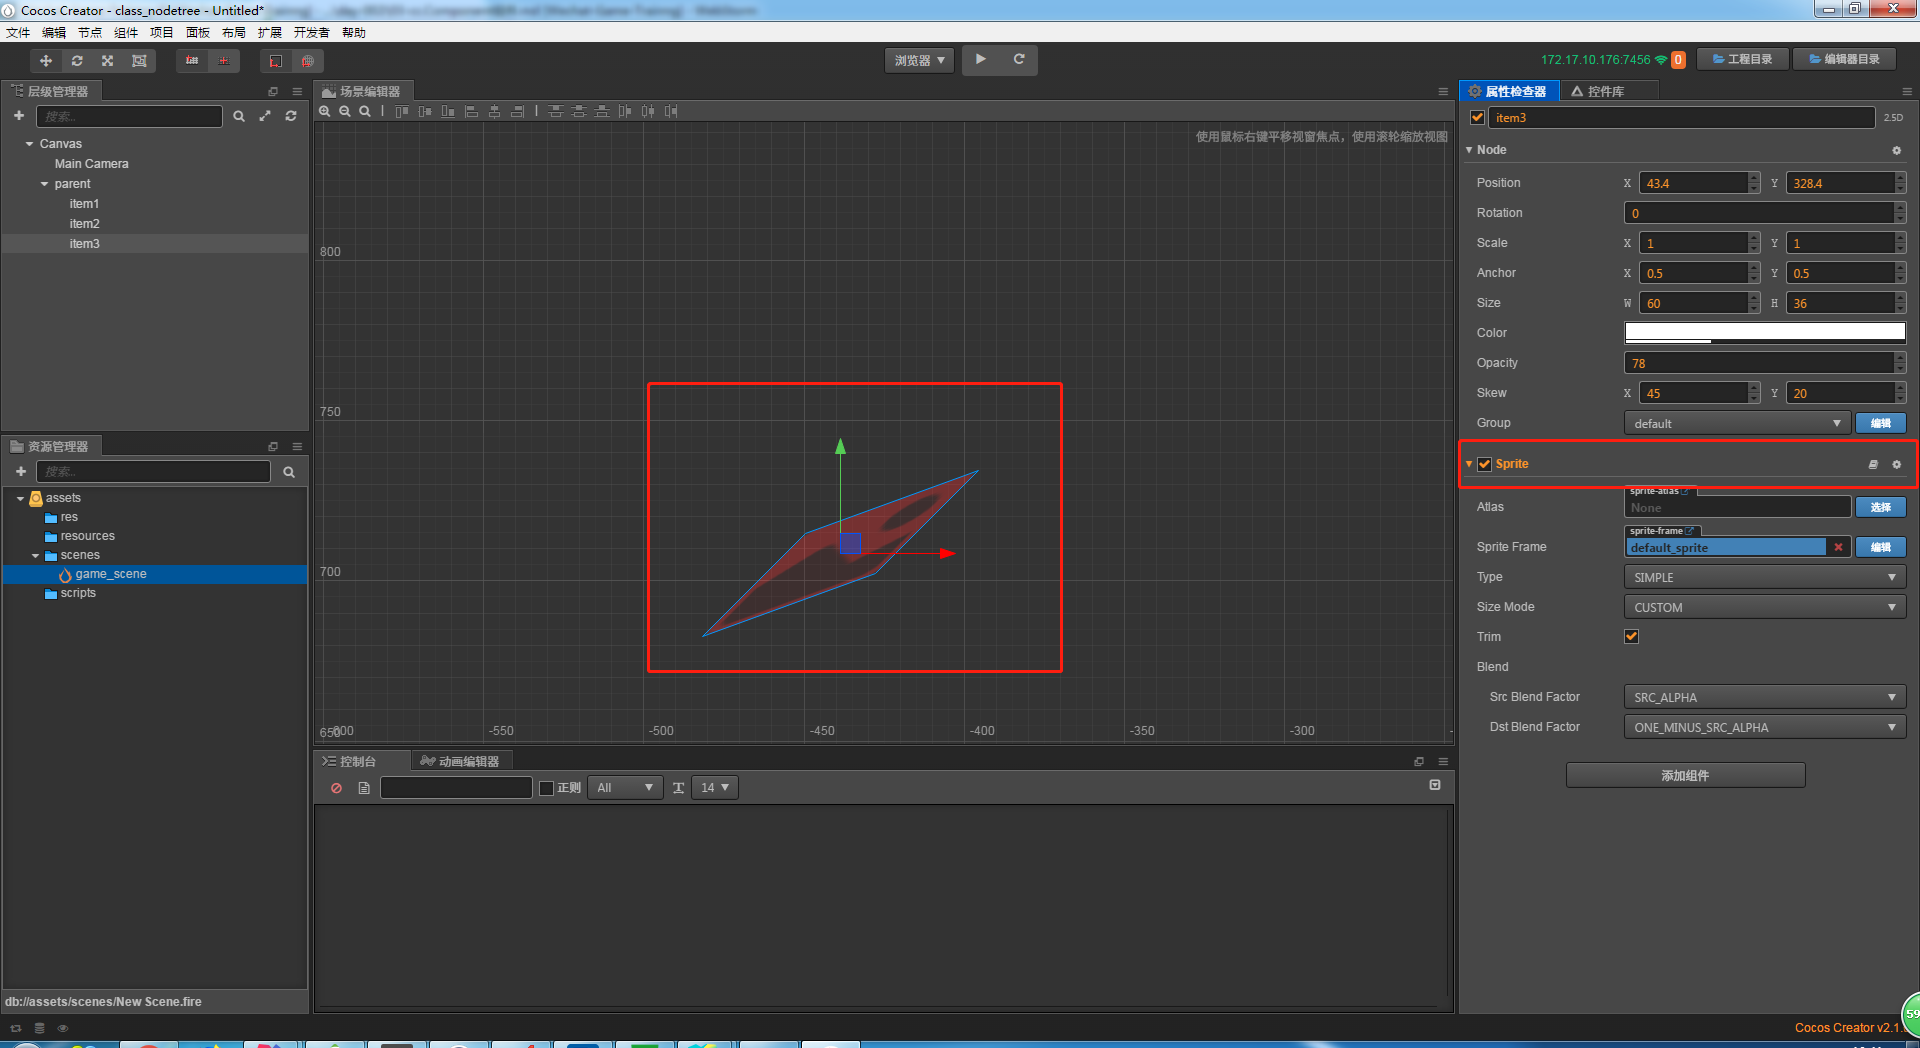 Cocos Creator - class_nodetree - Untitled*
文件 编辑 节点 组件 项目 面板 布局 扩展 开发者 帮助
浏览器
172.17.10.176:7456 0 工程目录 编辑器目录
层级管理器
搜索...
Canvas
Main Camera
parent
item1
item2
item3
资源管理器
搜索...
assets
res
resources
scenes
game_scene
scripts
db://assets/scenes/New Scene.fire
场景编辑器
使用鼠标右键平移视窗焦点，使用滚轮缩放视图
800
750
700
-550 -500 -450 -400 -350 -300
控制台 动画编辑器
正则 All 14
属性检查器 控件库
item3 2.5D
Node
Position X 43.4 Y 328.4
Rotation 0
Scale X 1 Y 1
Anchor X 0.5 Y 0.5
Size W 60 H 36
Color
Opacity 78
Skew X 45 Y 20
Group default 编辑
Sprite
sprite-atlas
Atlas None 选择
sprite-frame
Sprite Frame default_sprite 编辑
Type SIMPLE
Size Mode CUSTOM
Trim
Blend
Src Blend Factor SRC_ALPHA
Dst Blend Factor ONE_MINUS_SRC_ALPHA
添加组件
59
Cocos Creator v2.1.